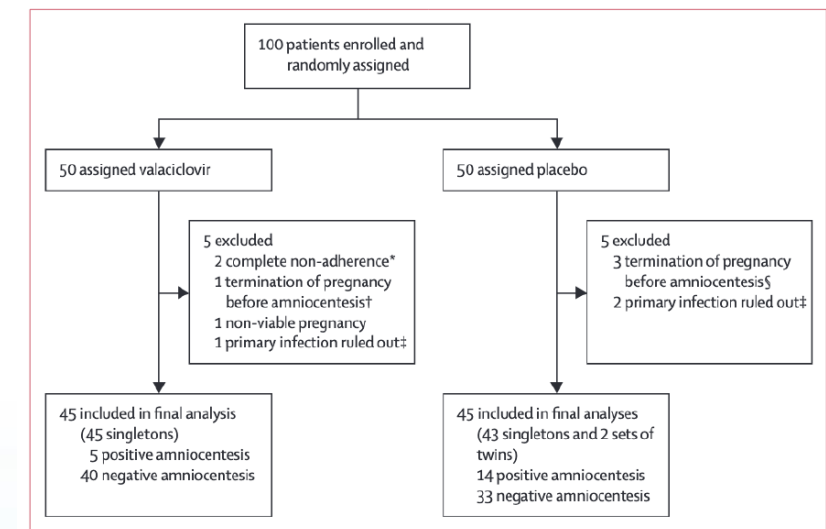 100 patients enrolled and
randomly assigned
50 assigned valaciclovir
50 assigned placebo
5 excluded
2 complete non-adherence*
1 termination of pregnancy
before amniocentesis†
1 non-viable pregnancy
1 primary infection ruled out‡
5 excluded
3 termination of pregnancy
before amniocentesis§
2 primary infection ruled out‡
45 included in final analysis
(45 singletons)
5 positive amniocentesis
40 negative amniocentesis
45 included in final analyses
(43 singletons and 2 sets of
twins)
14 positive amniocentesis
33 negative amniocentesis